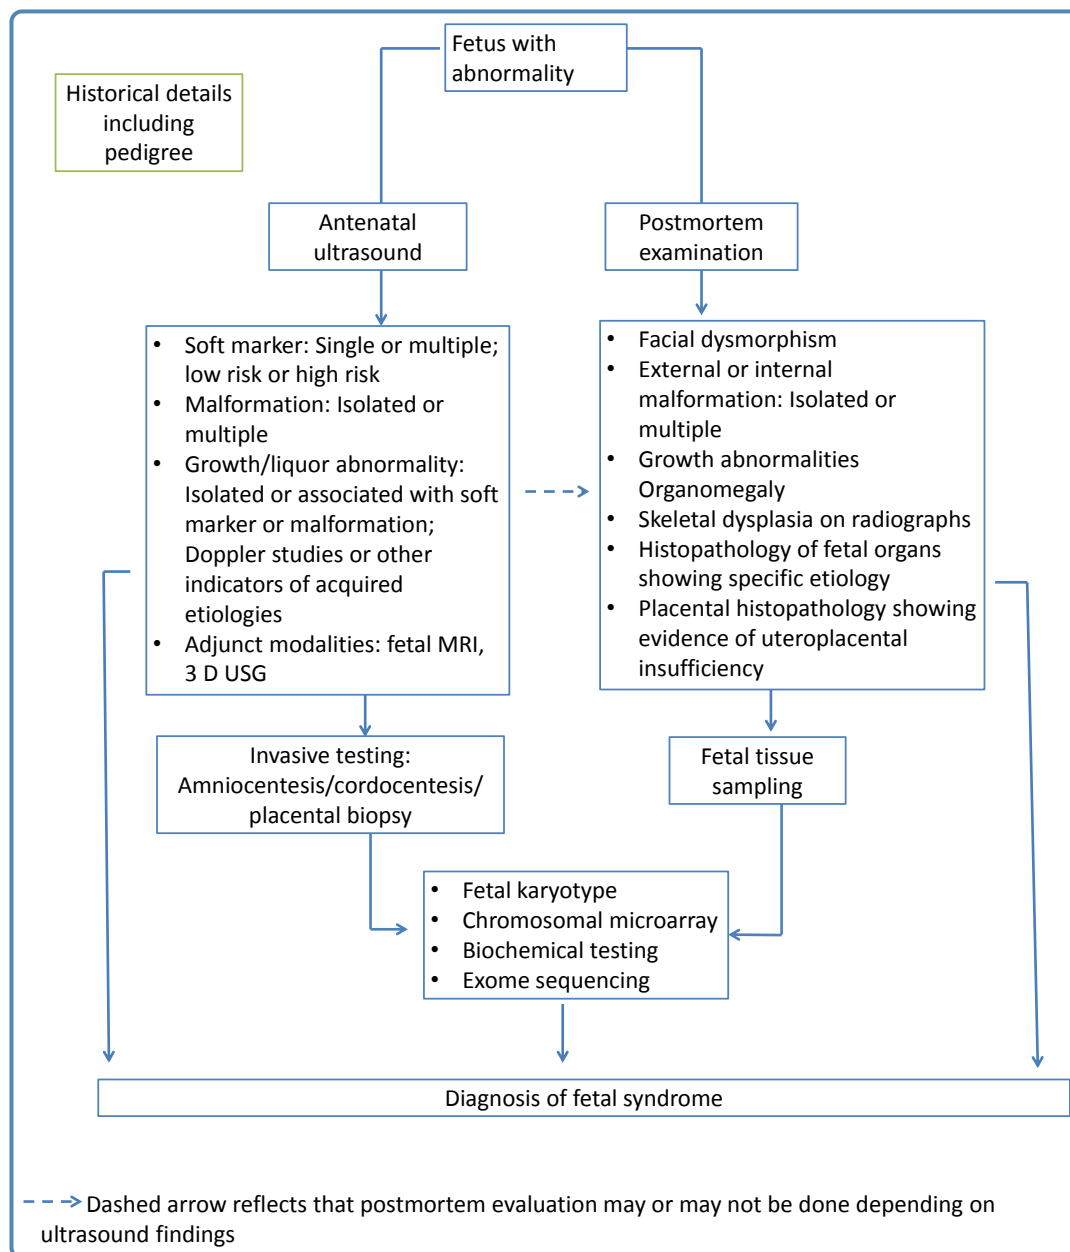 Fetus with
abnormality
Historical details
including
pedigree
Antenatal
ultrasound
Postmortem
examination
• Soft marker: Single or multiple;
low risk or high risk
• Malformation: Isolated or
multiple
• Growth/liquor abnormality:
Isolated or associated with soft
marker or malformation;
Doppler studies or other
indicators of acquired
etiologies
• Adjunct modalities: fetal MRI,
3 D USG
• Facial dysmorphism
• External or internal
malformation: Isolated or
multiple
• Growth abnormalities
Organomegaly
• Skeletal dysplasia on radiographs
• Histopathology of fetal organs
showing specific etiology
• Placental histopathology showing
evidence of uteroplacental
insufficiency
Invasive testing:
Amniocentesis/cordocentesis/
placental biopsy
Fetal tissue
sampling
• Fetal karyotype
• Chromosomal microarray
• Biochemical testing
• Exome sequencing
Diagnosis of fetal syndrome
Dashed arrow reflects that postmortem evaluation may or may not be done depending on
ultrasound findings